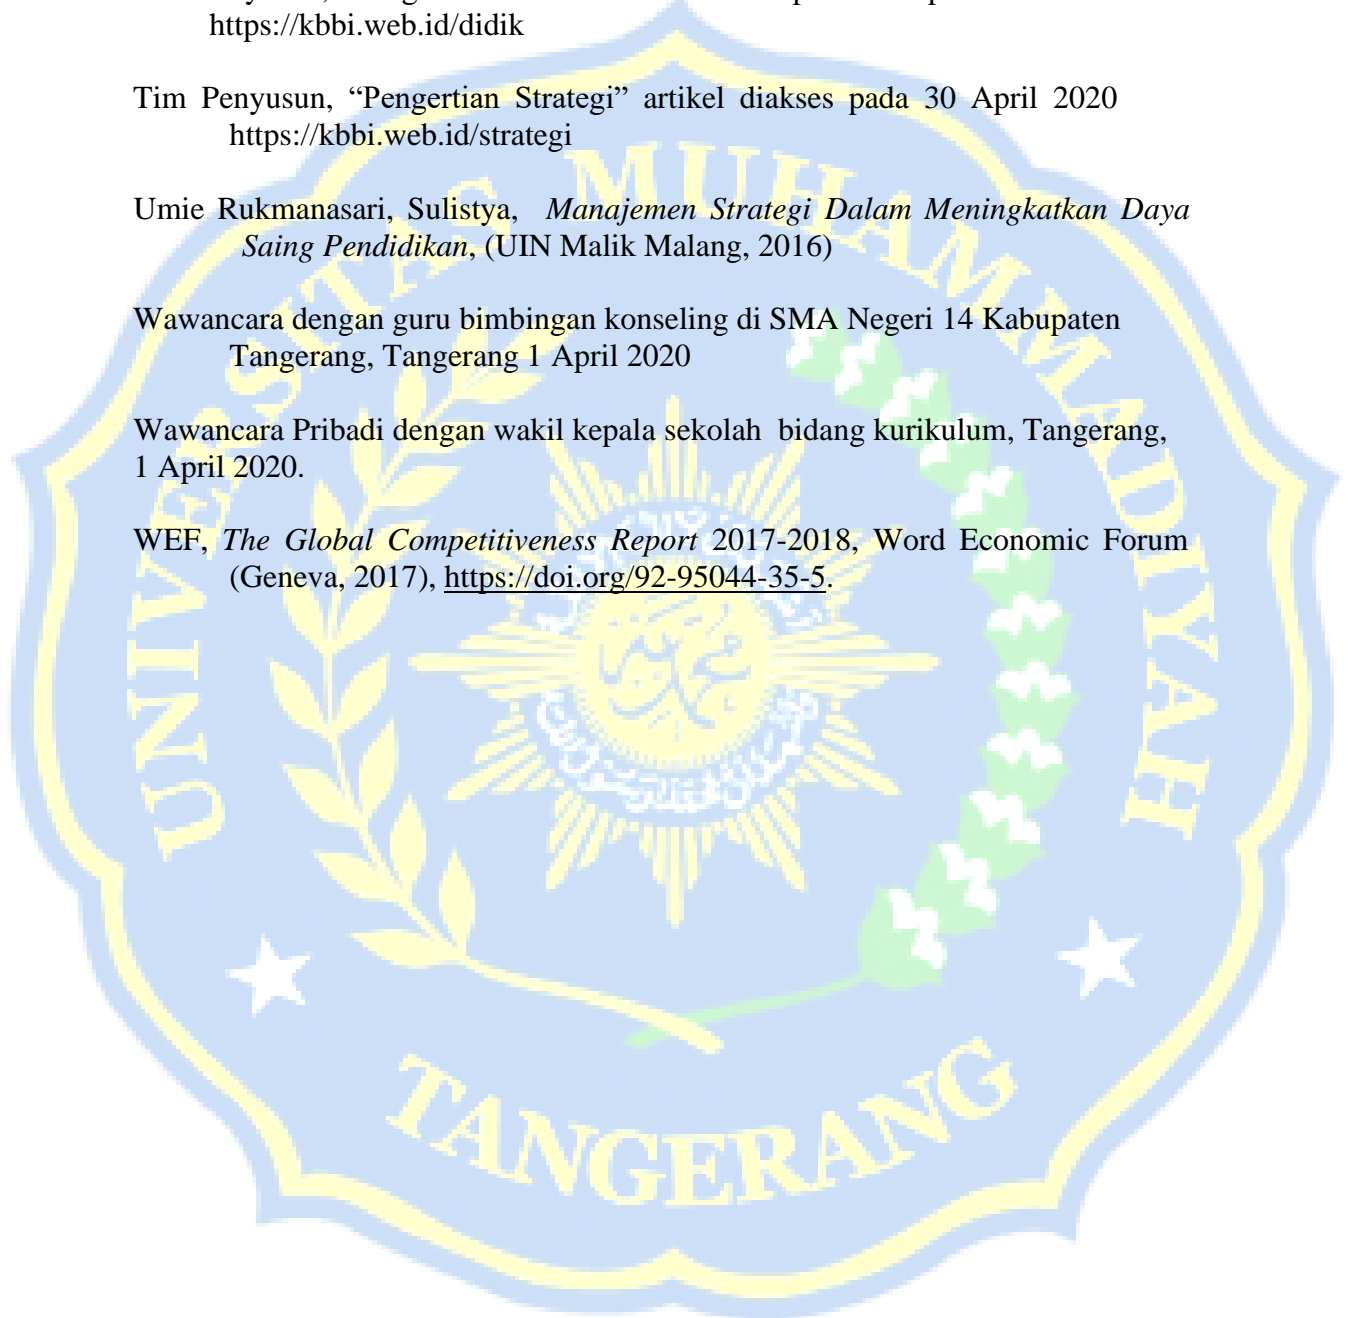 https://kbbi.web.id/didik
Tim Penyusun, “Pengertian Strategi” artikel diakses pada 30 April 2020
https://kbbi.web.id/strategi
Umie Rukmanasari, Sulistya, Manajemen Strategi Dalam Meningkatkan Daya
Saing Pendidikan, (UIN Malik Malang, 2016)
Wawancara dengan guru bimbingan konseling di SMA Negeri 14 Kabupaten
Tangerang, Tangerang 1 April 2020
Wawancara Pribadi dengan wakil kepala sekolah bidang kurikulum, Tangerang,
1 April 2020.
WEF, The Global Competitiveness Report 2017-2018, Word Economic Forum
(Geneva, 2017), https://doi.org/92-95044-35-5.
UNIVERSITAS MUHAMMADIYAH
TANGERANG